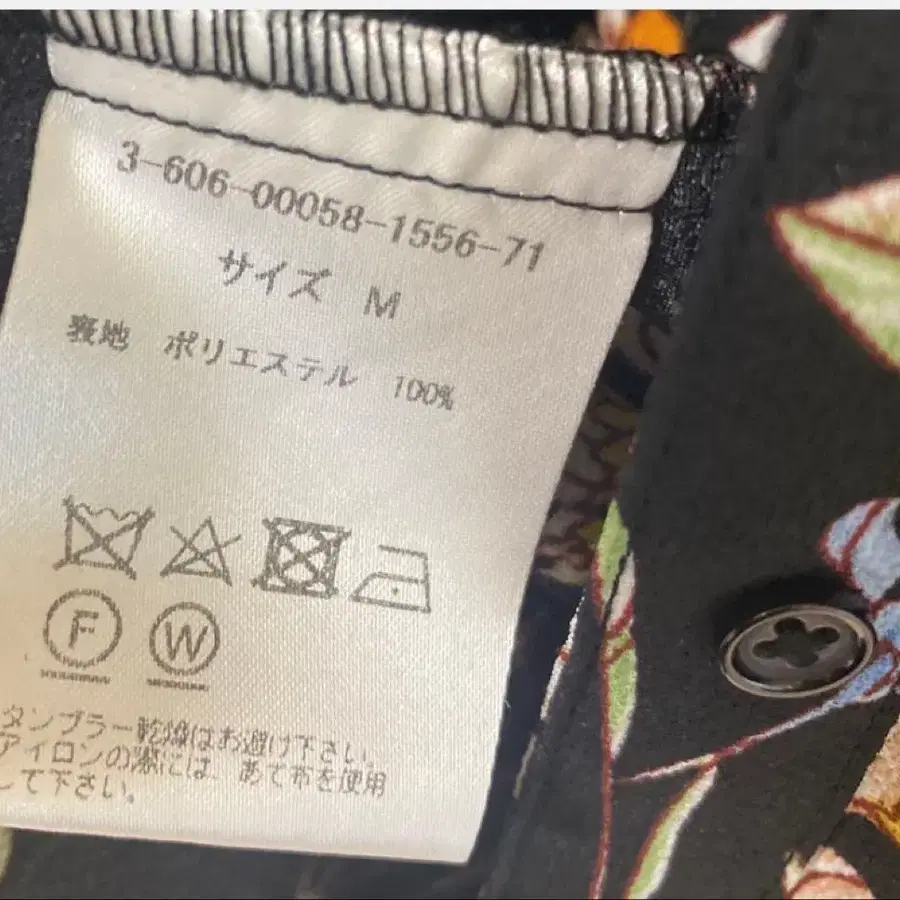 3-606-00058-1556-71
サイズ M
裏地 ポリエステル 100%
F W
タンブラー乾燥はお避け下さい。
アイロンの際には、あて布を使用
して下さい。